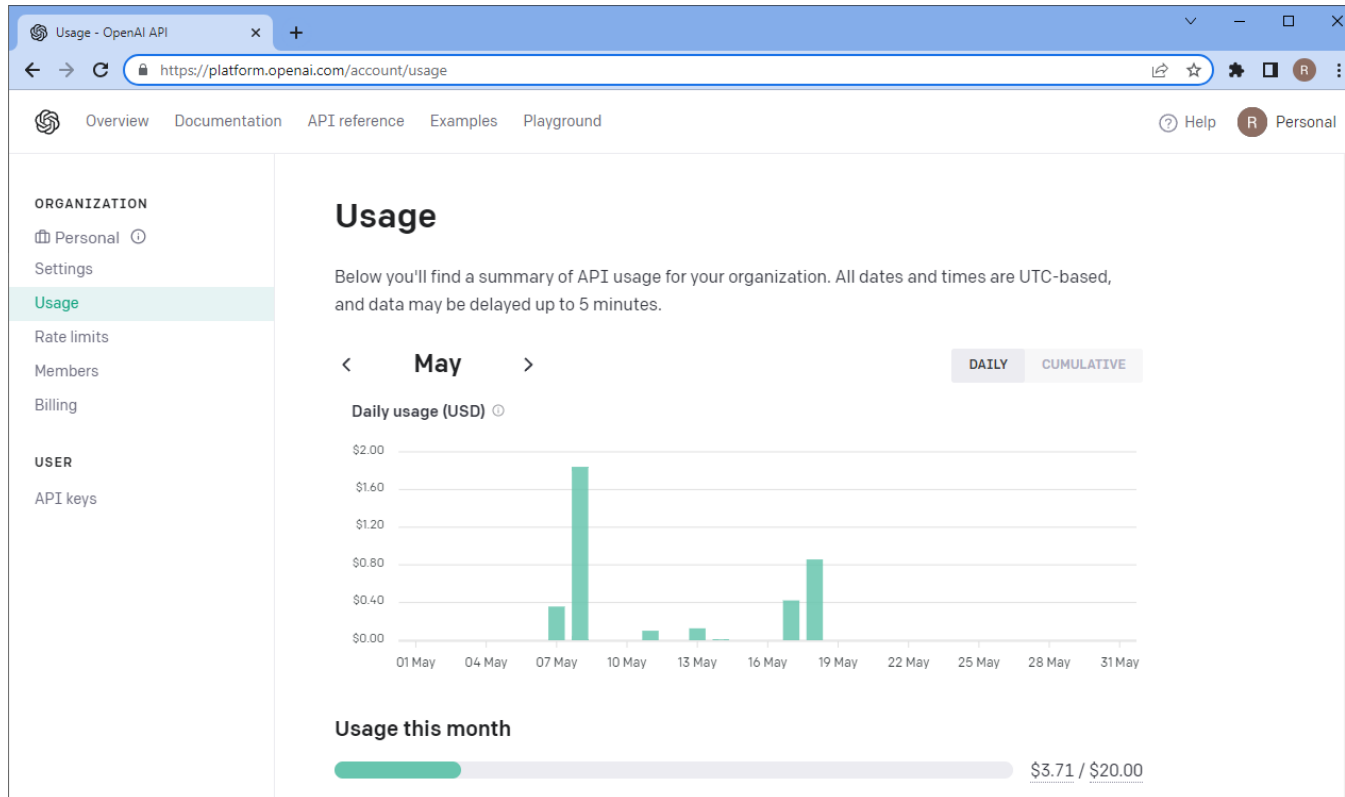 Usage - OpenAI API
https://platform.openai.com/account/usage
R
Overview Documentation API reference Examples Playground
Help R Personal
ORGANIZATION
Personal
Settings
Usage
Rate limits
Members
Billing
USER
API keys
Usage
Below you'll find a summary of API usage for your organization. All dates and times are UTC-based,
and data may be delayed up to 5 minutes.
May
DAILY CUMULATIVE
Daily usage (USD)
$2.00
$1.60
$1.20
$0.80
$0.40
$0.00
01 May 04 May 07 May 10 May 13 May 16 May 19 May 22 May 25 May 28 May 31 May
Usage this month
$3.71 / $20.00